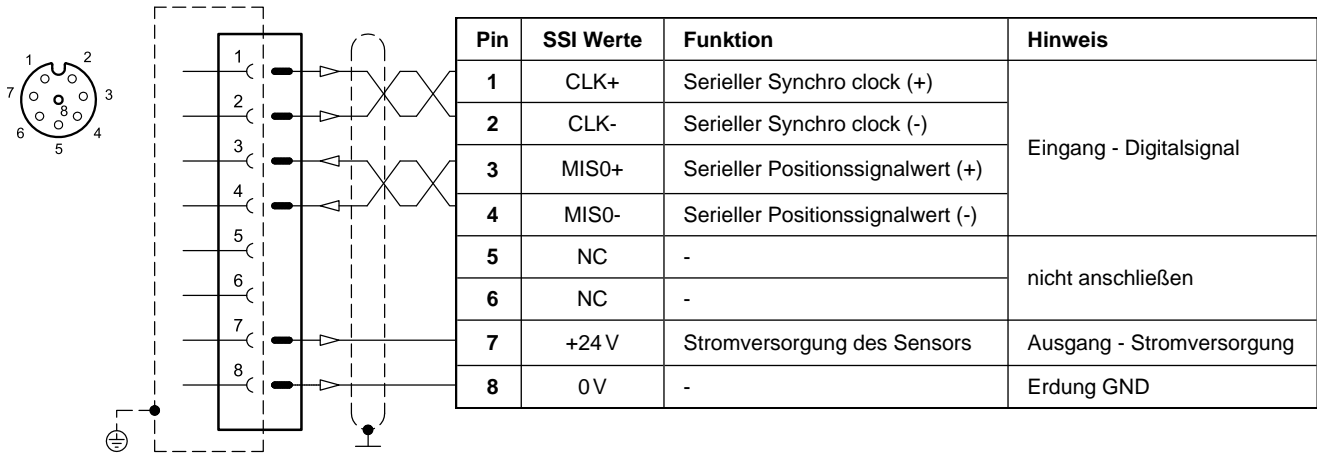 1
2
7
3
8
6
4
5
1
2
3
4
5
6
7
8
Pin SSI Werte Funktion Hinweis
1 CLK+ Serieller Synchro clock (+)
2 CLK- Serieller Synchro clock (-)
Eingang - Digitalsignal
3 MIS0+ Serieller Positionssignalwert (+)
4 MIS0- Serieller Positionssignalwert (-)
5 NC -
nicht anschließen
6 NC -
7 +24 V Stromversorgung des Sensors Ausgang - Stromversorgung
8 0 V - Erdung GND